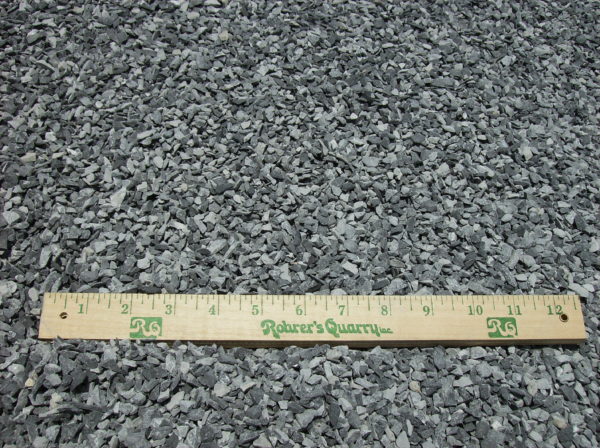 1 2 3 4 5 6 7 8 9 10 11 12
RQ Rohrer's Quarry Inc. RQ